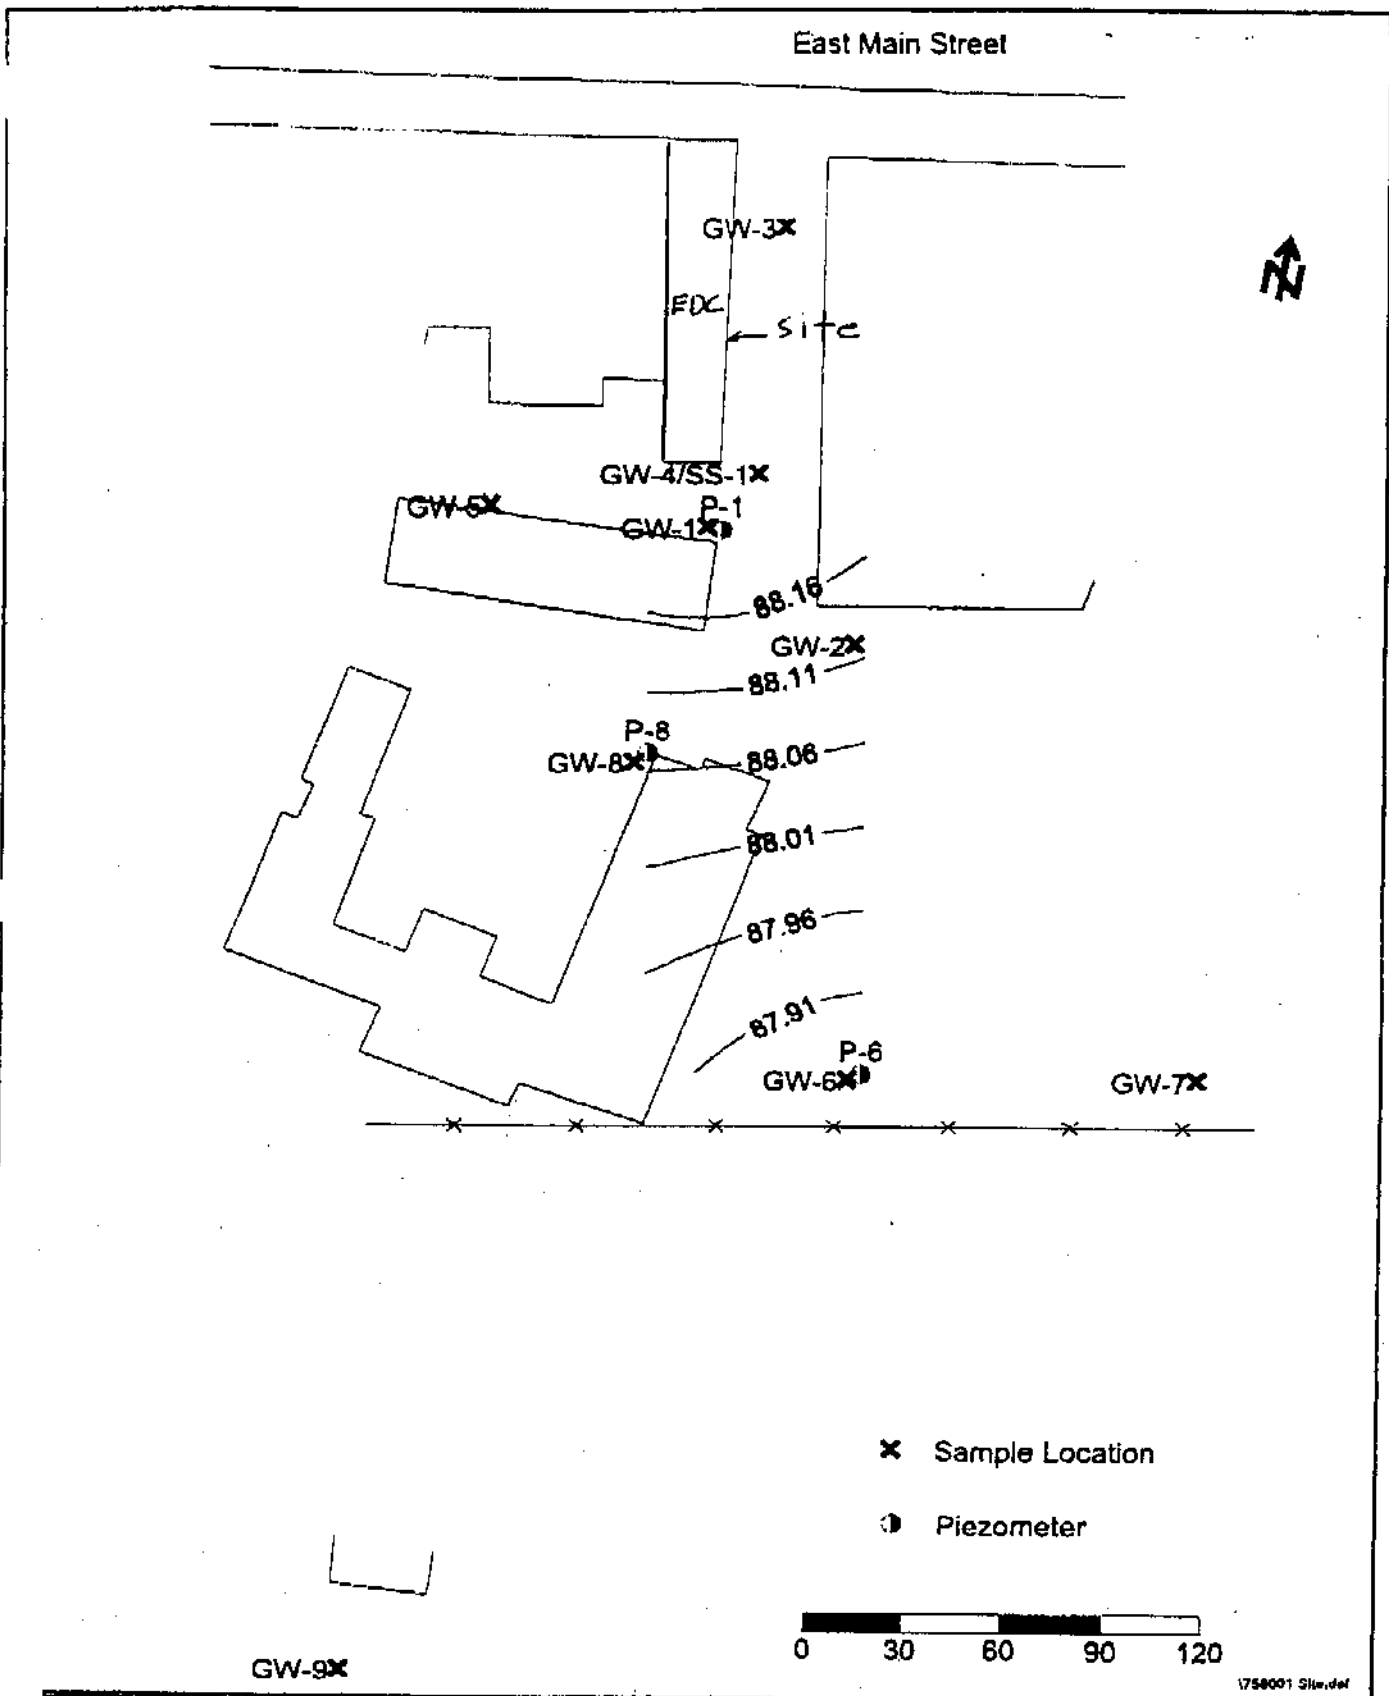 East Main Street
GW-3
N
EDC
Site
GW-4/SS-1
GW-5
P-1
GW-1
88.16
GW-2
88.11
P-8
GW-8
88.06
88.01
87.96
87.91
P-6
GW-6
GW-7
Sample Location
Piezometer
0 30 60 90 120
GW-9